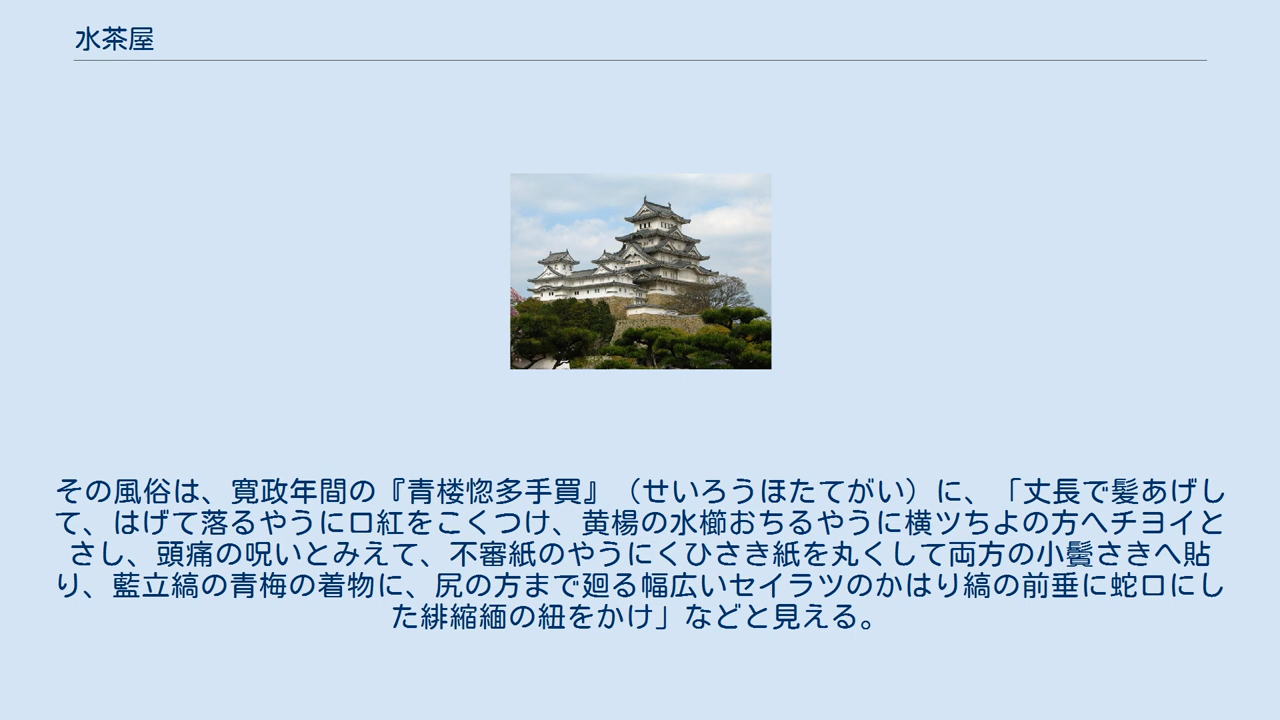 水茶屋
その風俗は、寛政年間の『青楼惚多手買』（せいろうほたてがい）に、「丈長で髪あげし
て、はげて落るやうに口紅をこくつけ、黄楊の水櫛おちるやうに横ツちよの方へチヨイと
さし、頭痛の呪いとみえて、不審紙のやうにくひさき紙を丸くして両方の小鬢さきへ貼
り、藍立縞の青梅の着物に、尻の方まで廻る幅広いセイラツのかはり縞の前垂に蛇口にし
た緋縮緬の紐をかけ」などと見える。